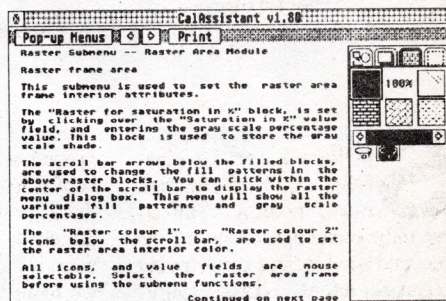 CalAssistant v1.80
Pop-up Menus Print
Raster Submenu -- Raster Area Module
Raster frame area
This submenu is used to set the raster area
frame interior attributes.
The "Raster for saturation in %" block, is set
by clicking over the "Saturation in %" value
field, and entering the gray scale percentage
value. This block is used to store the gray
scale shade.
The scroll bar arrows below the filled blocks,
are used to change the fill patterns in the
above raster blocks. You can click within the
center of the scroll bar to display the raster
menu dialog box. This menu will show all the
various fill patterns and gray scale
percentages.
The "Raster colour 1" or "Raster colour 2"
icons below the scroll bar, are used to set
the raster area interior color.
All icons, and value fields are mouse
selectable. Select the raster area frame
before using the submenu functions.
Continued on next page
100%